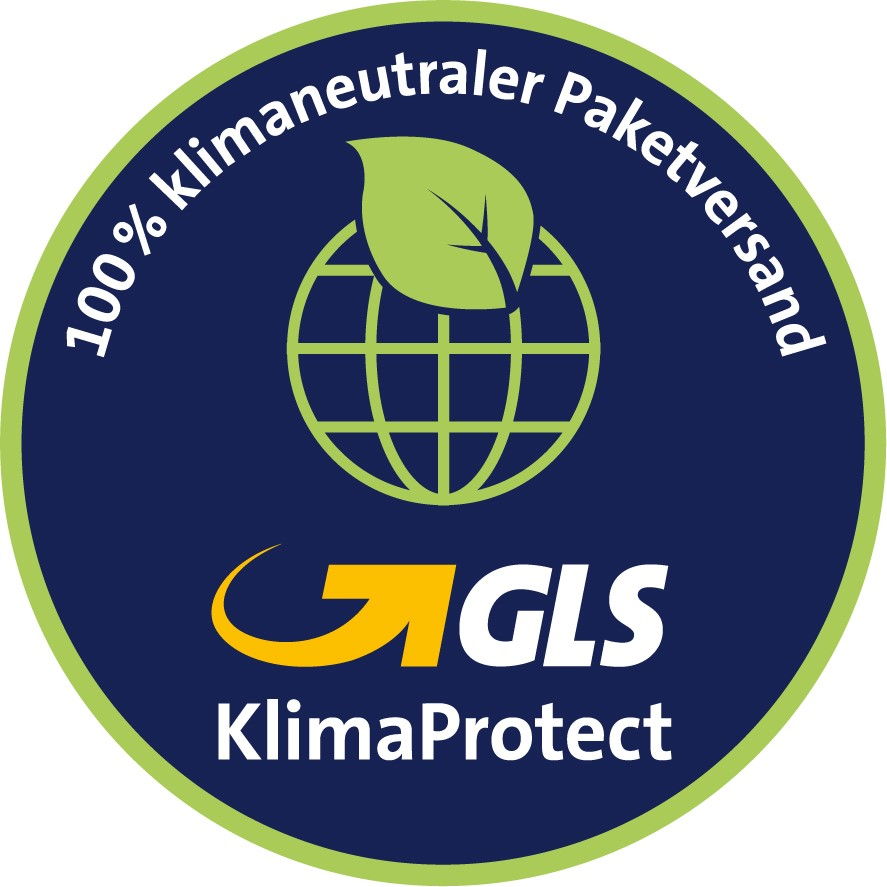 100 % klimaneutraler Paketversand
GLS
KlimaProtect